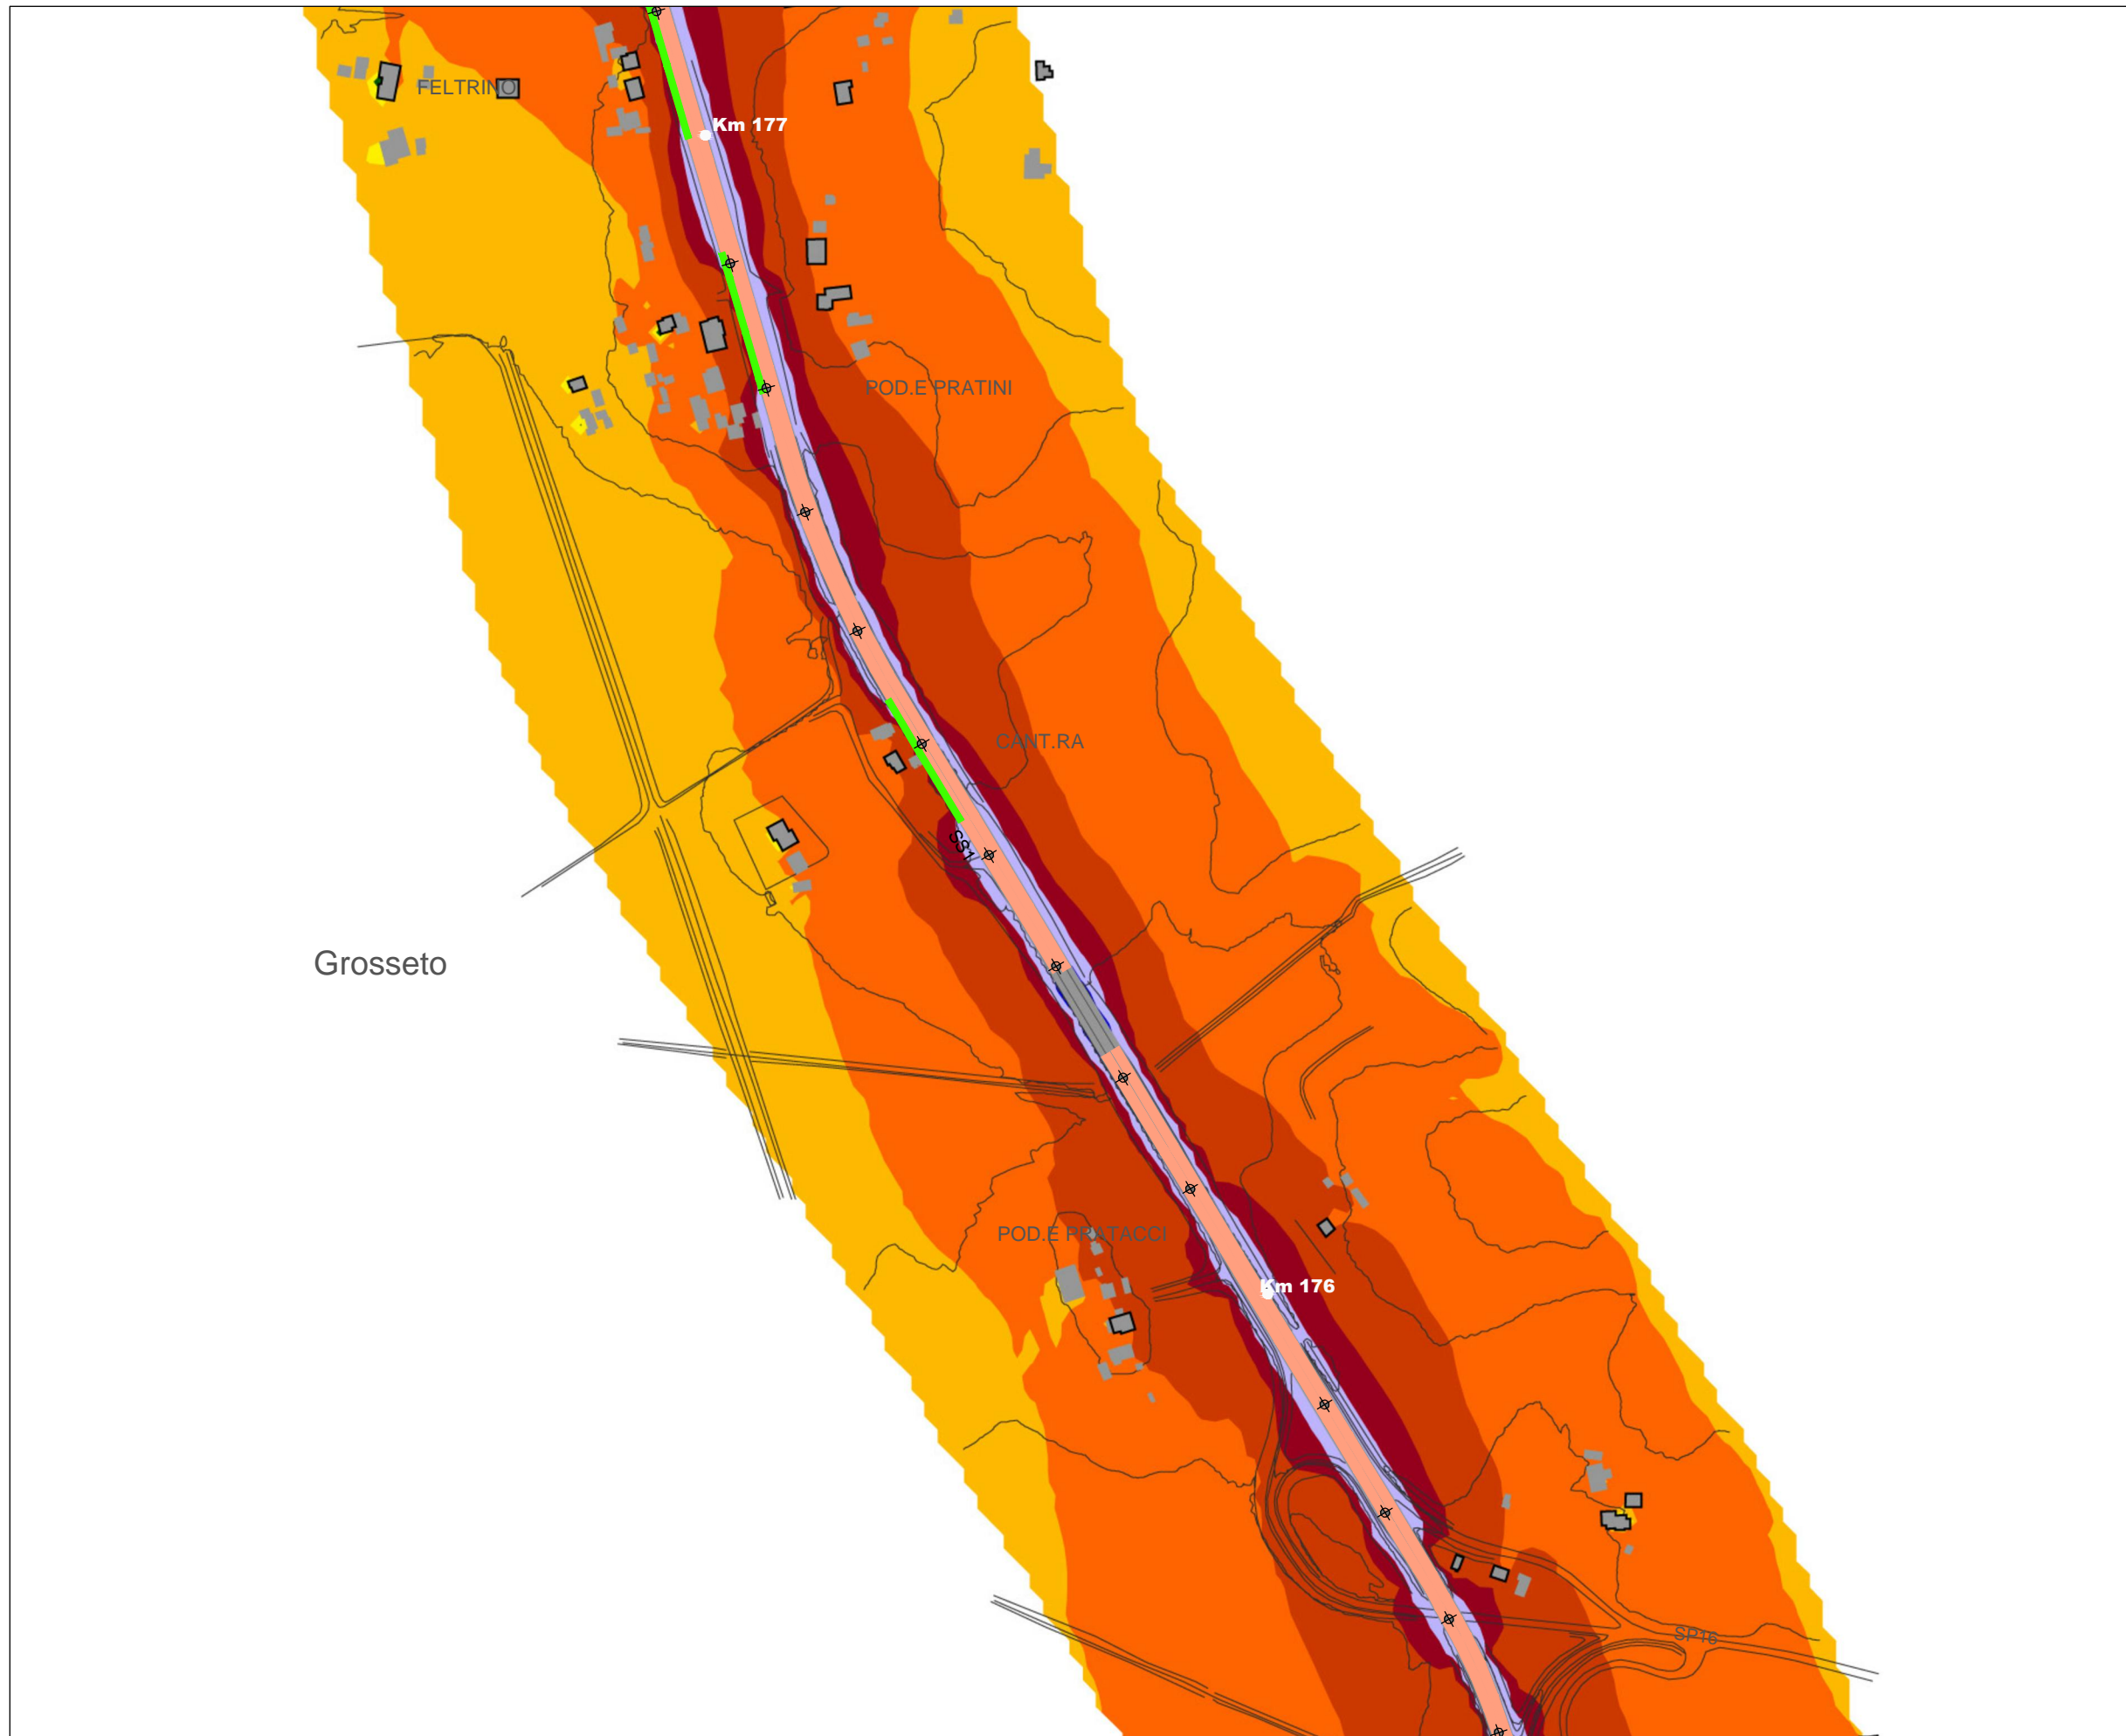 FELTRINO
Km 177
POD.E PRATINI
CANT.RA
SS1
Grosseto
POD.E PRATACCI
Km 176
SP16